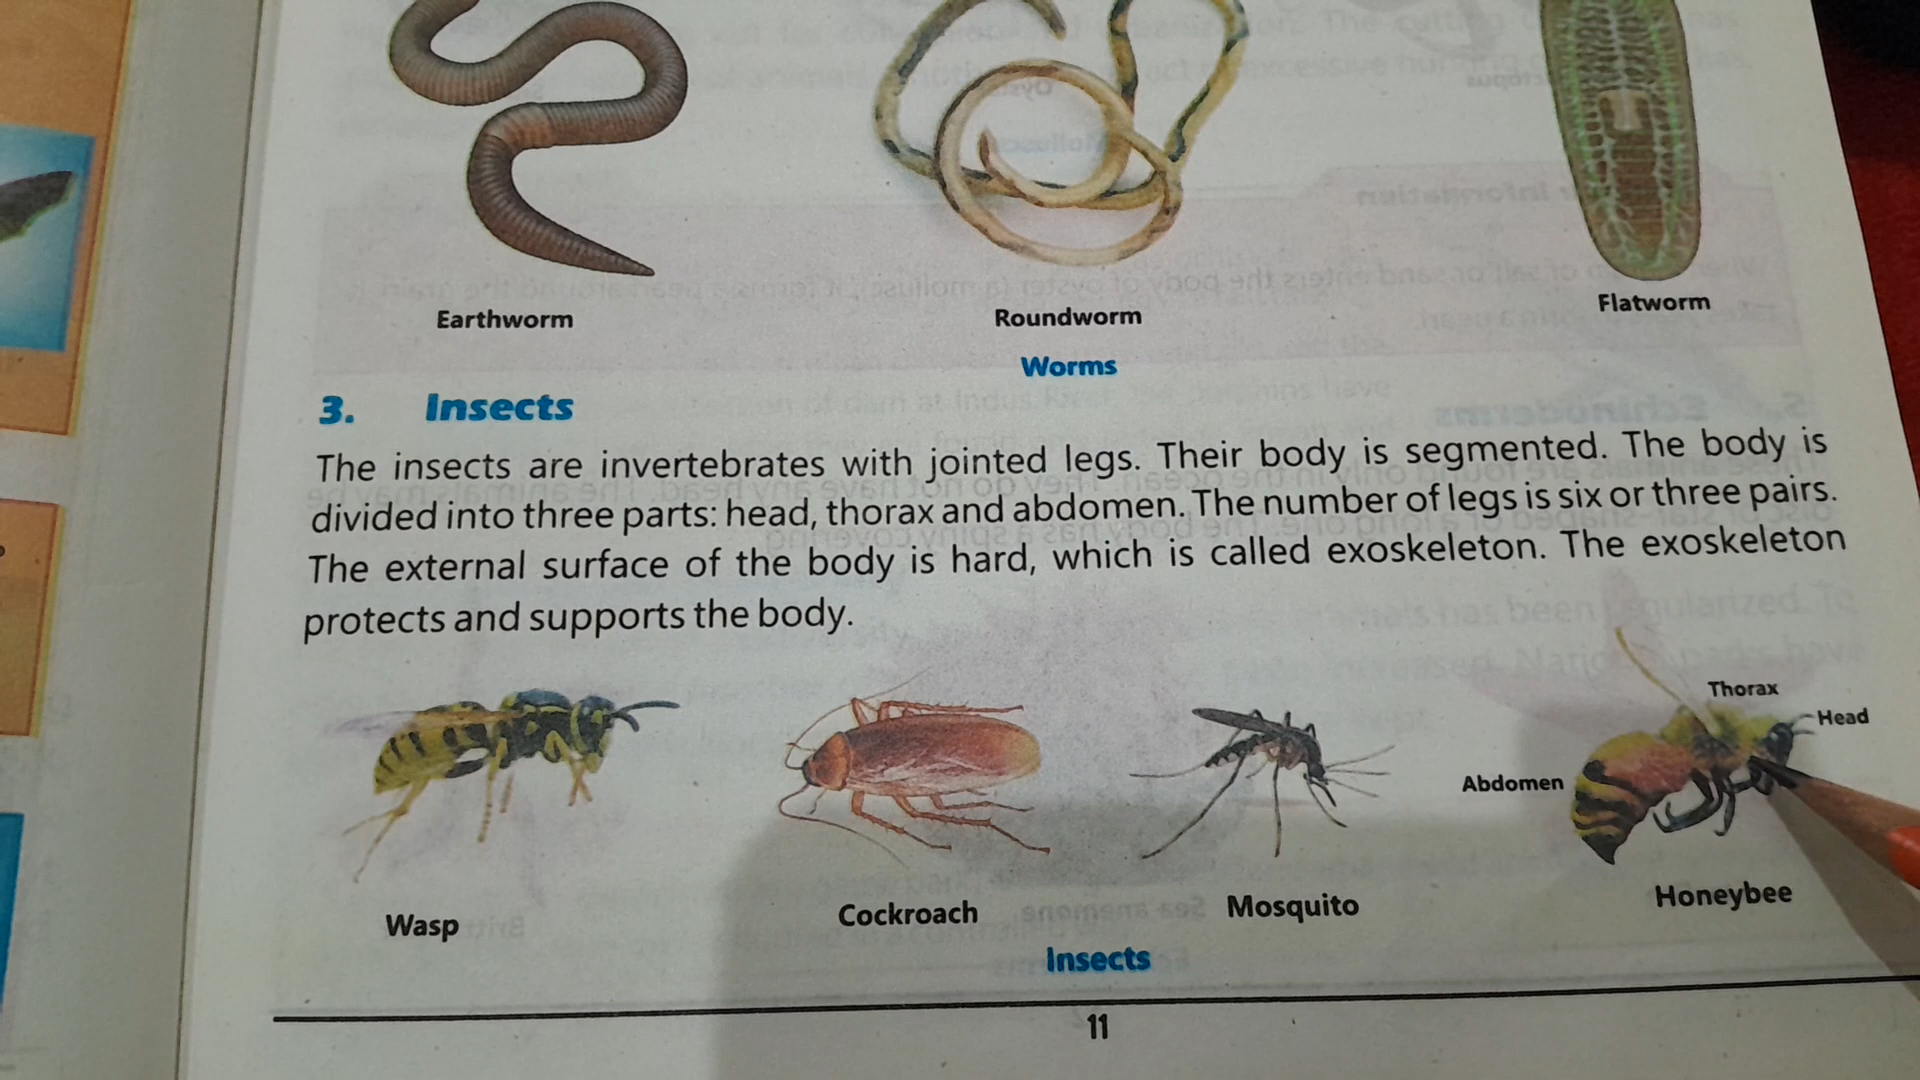 Earthworm
Roundworm
Flatworm
Worms
3. Insects
The insects are invertebrates with jointed legs. Their body is segmented. The body is
divided into three parts: head, thorax and abdomen. The number of legs is six or three pairs.
The external surface of the body is hard, which is called exoskeleton. The exoskeleton
protects and supports the body.
Thorax
Head
Abdomen
Wasp
Cockroach
Mosquito
Honeybee
Insects
11